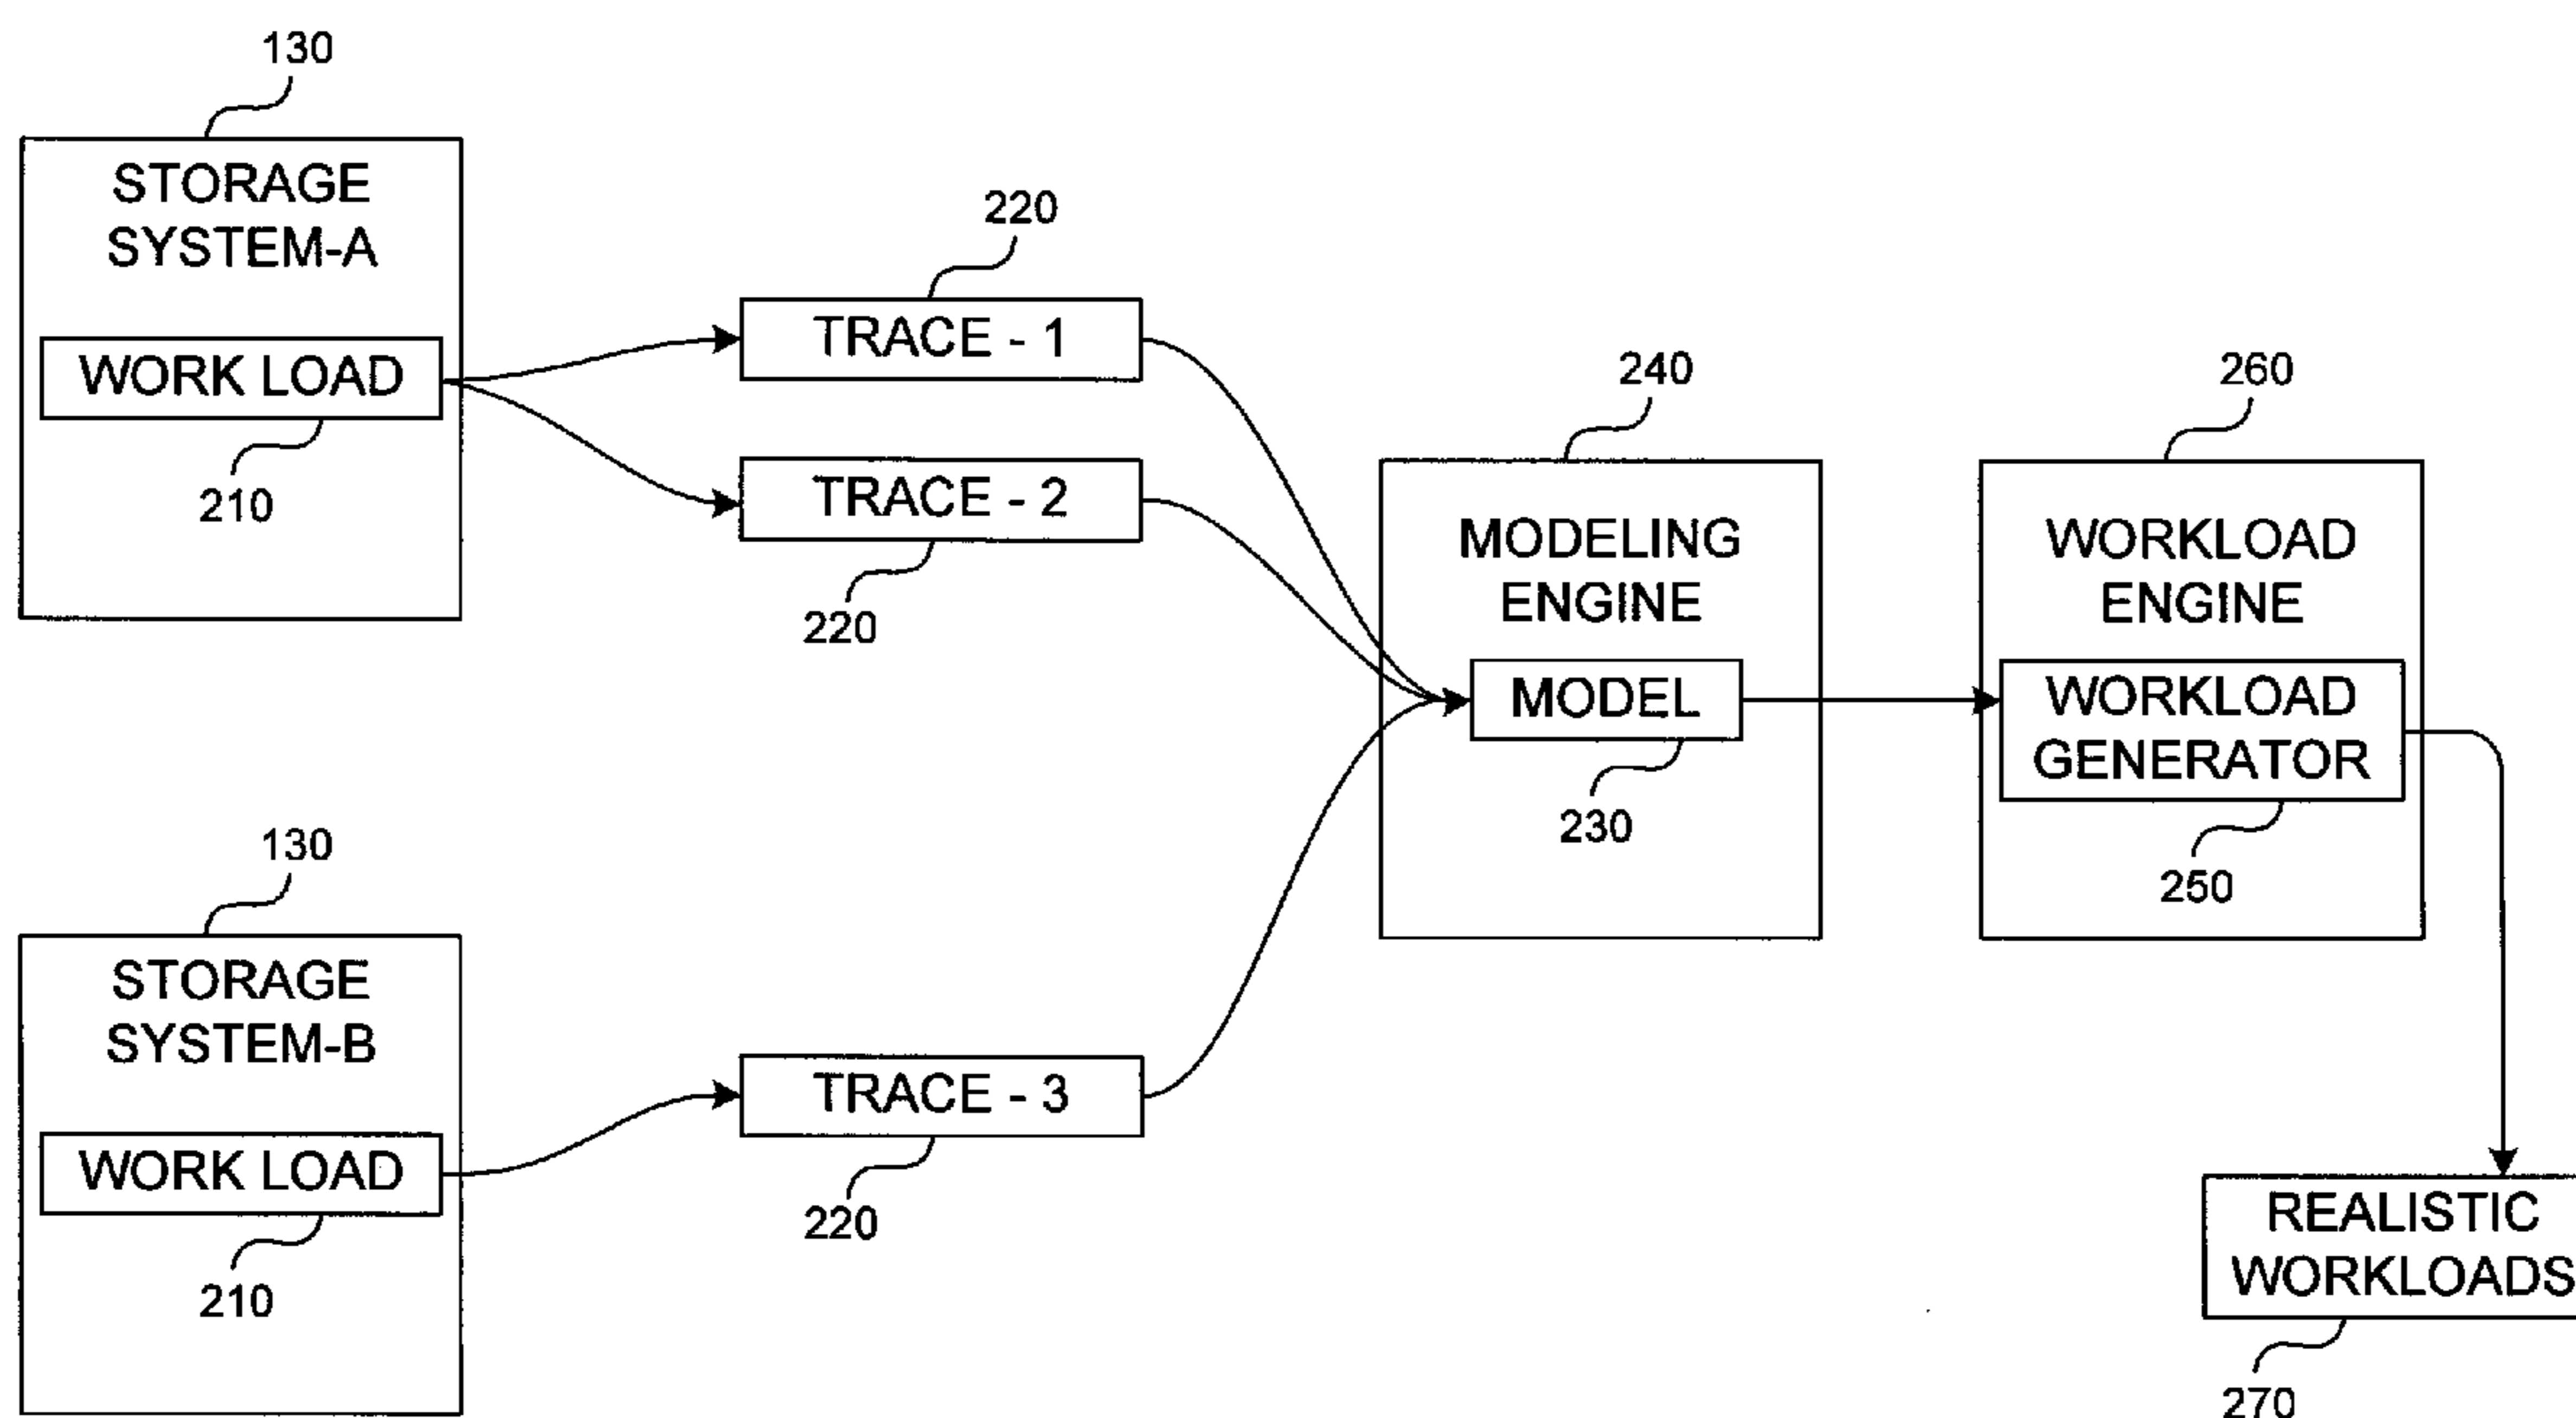 130
STORAGE
SYSTEM-A
WORK LOAD
210
220
TRACE - 1
TRACE - 2
220
240
MODELING
ENGINE
MODEL
230
260
WORKLOAD
ENGINE
WORKLOAD
GENERATOR
250
130
STORAGE
SYSTEM-B
WORK LOAD
210
TRACE - 3
220
REALISTIC
WORKLOADS
270